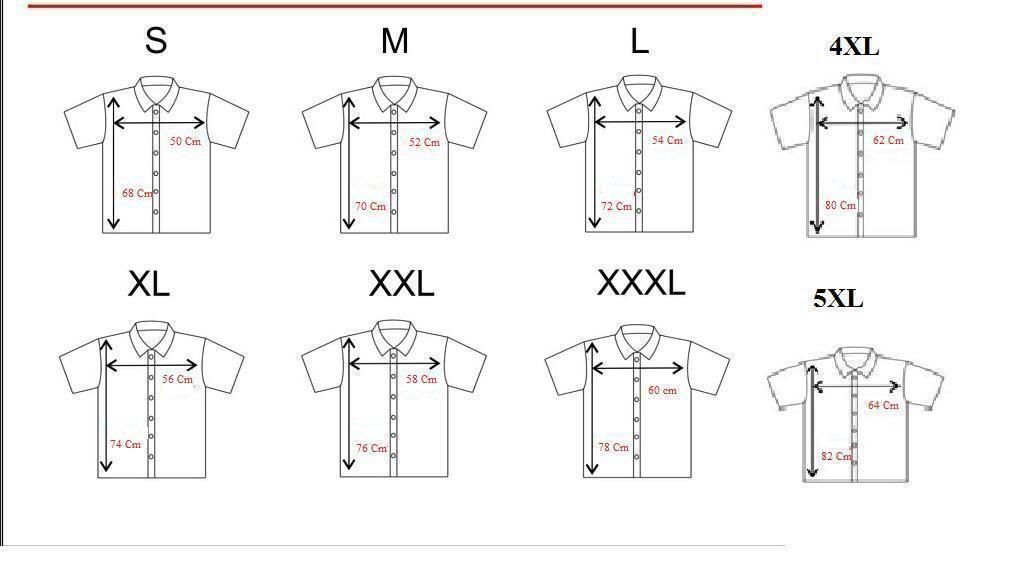 S
M
L
4XL
50 Cm
52 Cm
54 Cm
62 Cm
68 Cm
70 Cm
72 Cm
80 Cm
XL
XXL
XXXL
5XL
56 Cm
58 Cm
60 cm
64 Cm
74 Cm
76 Cm
78 Cm
82 Cm